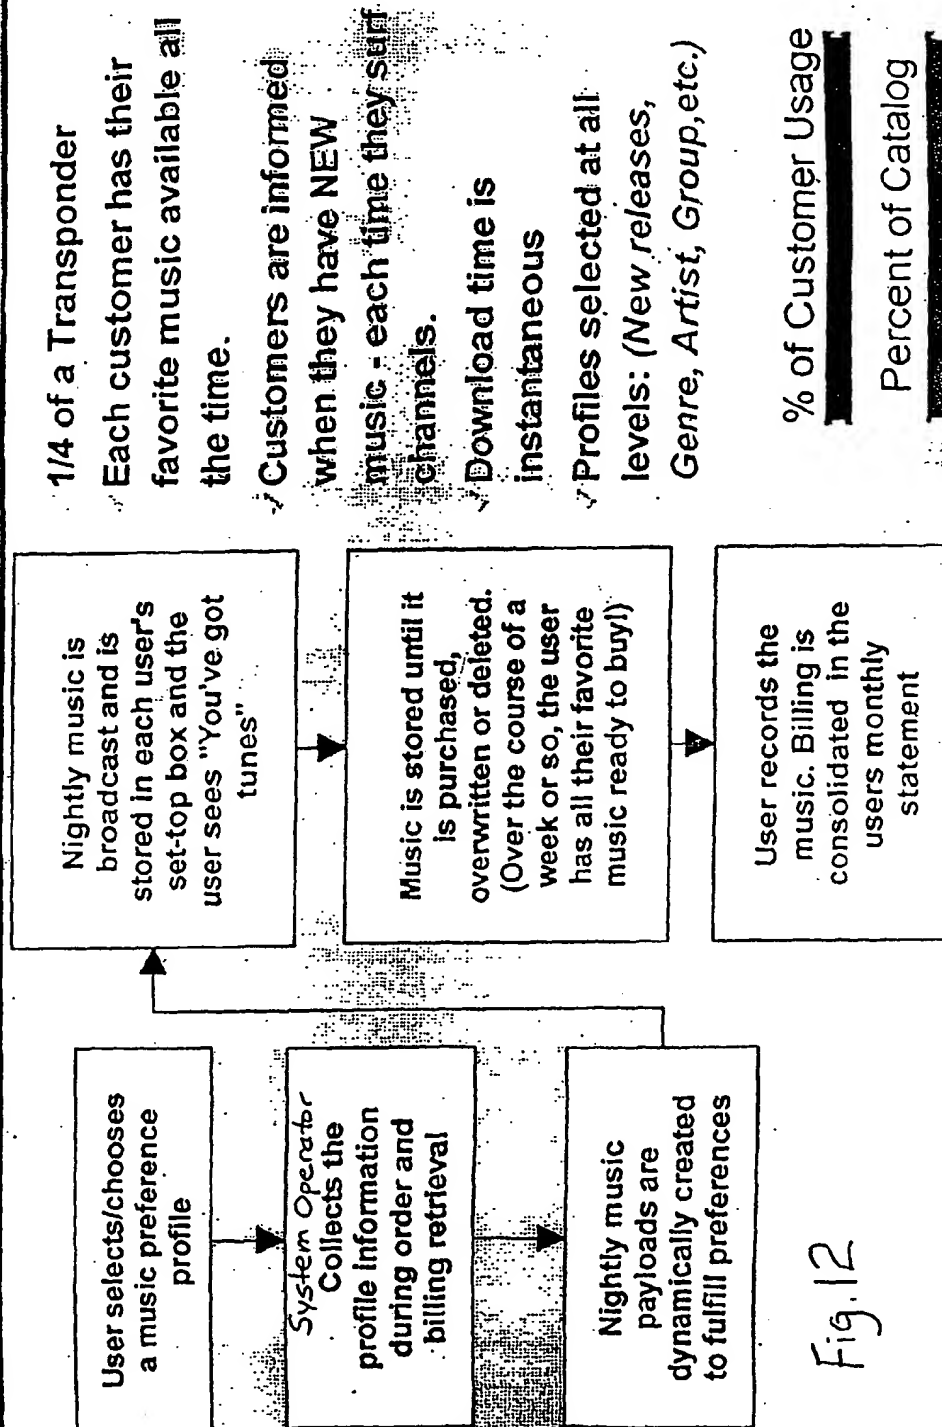 User selects/chooses
a music preference
profile
System Operator
Collects the
profile information
during order and
billing retrieval
Nightly music
payloads are
dynamically created
to fulfill preferences
Nightly music is
broadcast and is
stored in each user's
set-top box and the
user sees "You've got
tunes"
Music is stored until it
is purchased,
overwritten or deleted.
(Over the course of a
week or so, the user
has all their favorite
music ready to buy!)
User records the
music. Billing is
consolidated in the
users monthly
statement
1/4 of a Transponder
✓ Each customer has their
favorite music available all
the time.
✓ Customers are informed
when they have NEW
music - each time they surf
channels.
✓ Download time is
instantaneous
✓ Profiles selected at all
levels: (New releases,
Genre, Artist, Group,etc.)
% of Customer Usage
Percent of Catalog
Fig.12